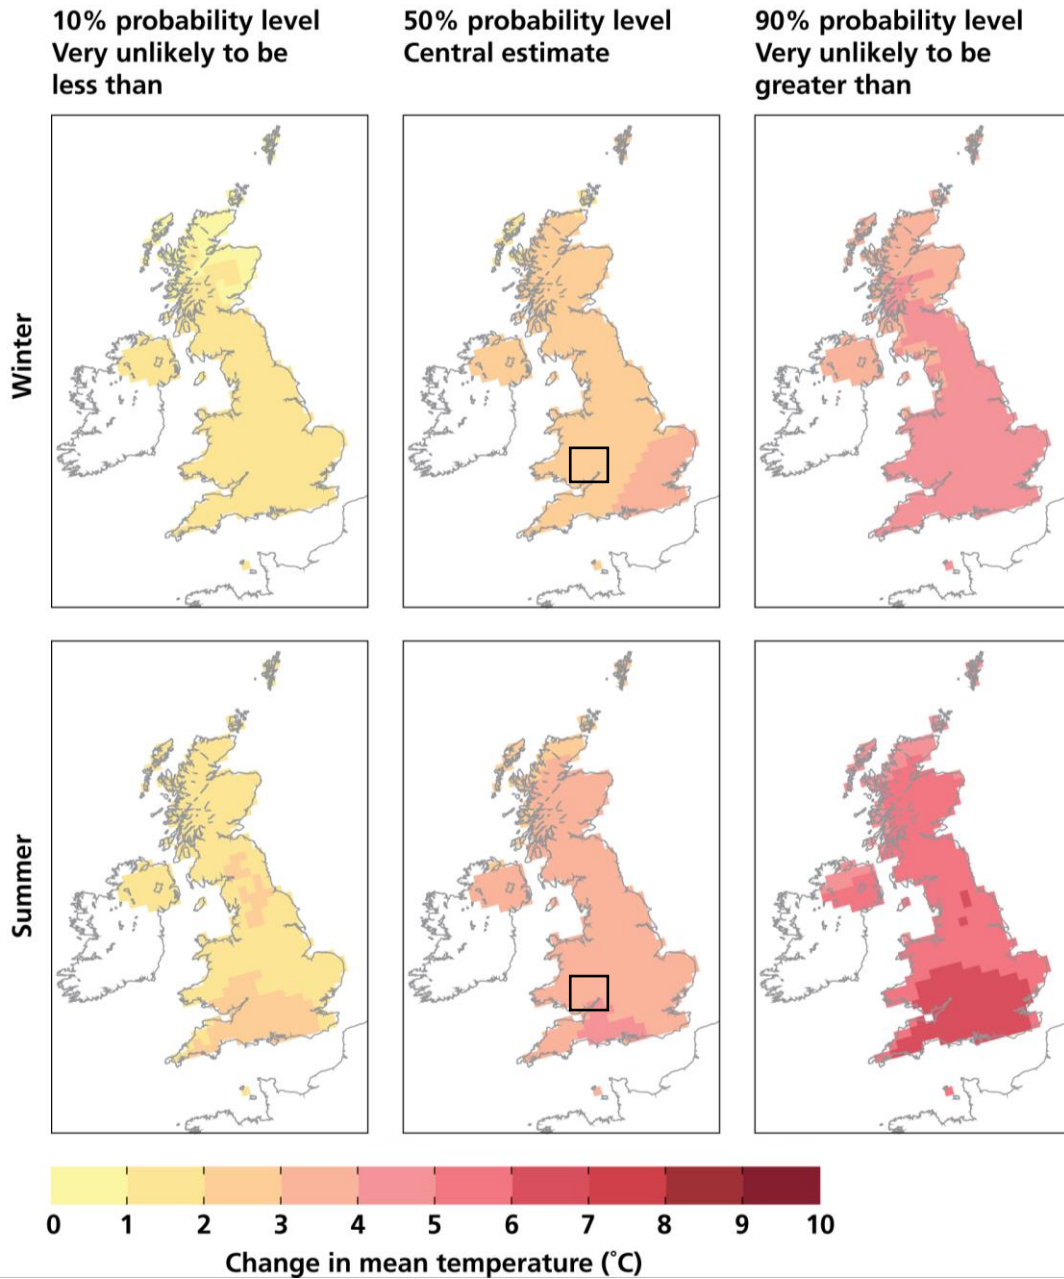 10% probability level
Very unlikely to be
less than
50% probability level
Central estimate
90% probability level
Very unlikely to be
greater than
Winter
Summer
0 1 2 3 4 5 6 7 8 9 10
Change in mean temperature (˚C)